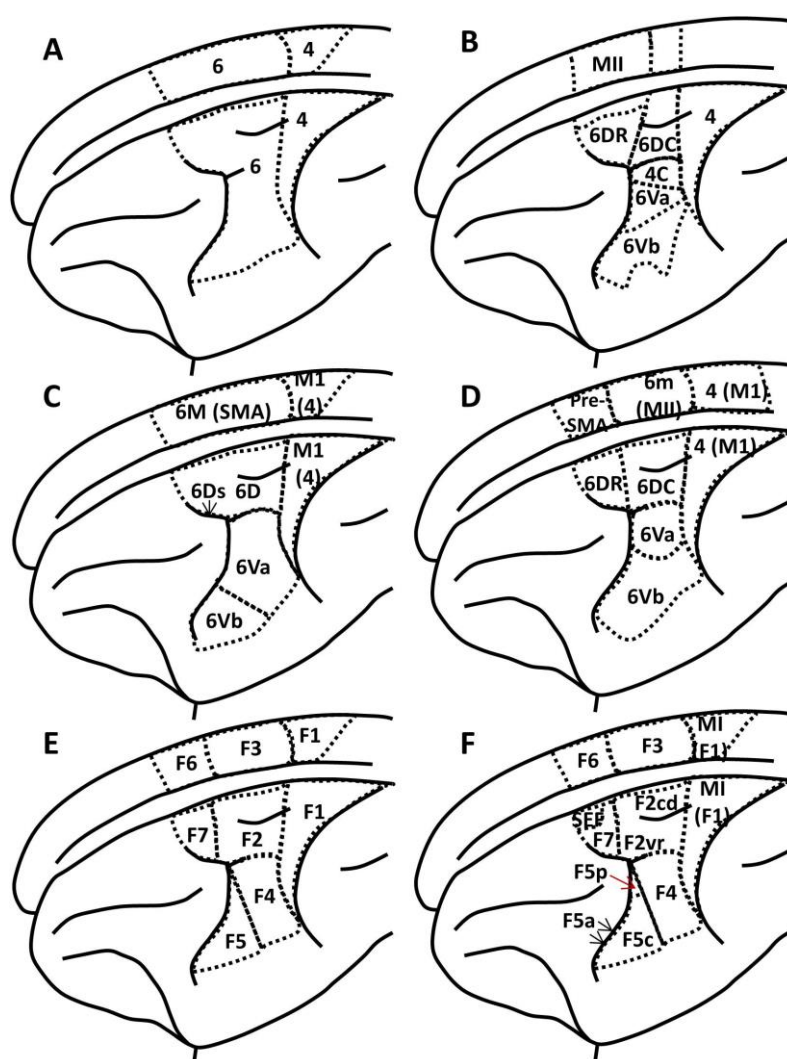 A
6
4
4
6
B
MII
4
6DR
6DC
4C
6Va
6Vb
C
6M (SMA)
M1
(4)
M1
(4)
6Ds
6D
6Va
6Vb
D
Pre-
SMA
6m
(MII)
4 (M1)
4 (M1)
6DR
6DC
6Va
6Vb
E
F6
F3
F1
F7
F2
F1
F4
F5
F
F6
F3
MI
(F1)
SEF
F2cd
MI
(F1)
F7
F2vr
F5p
F4
F5a
F5c